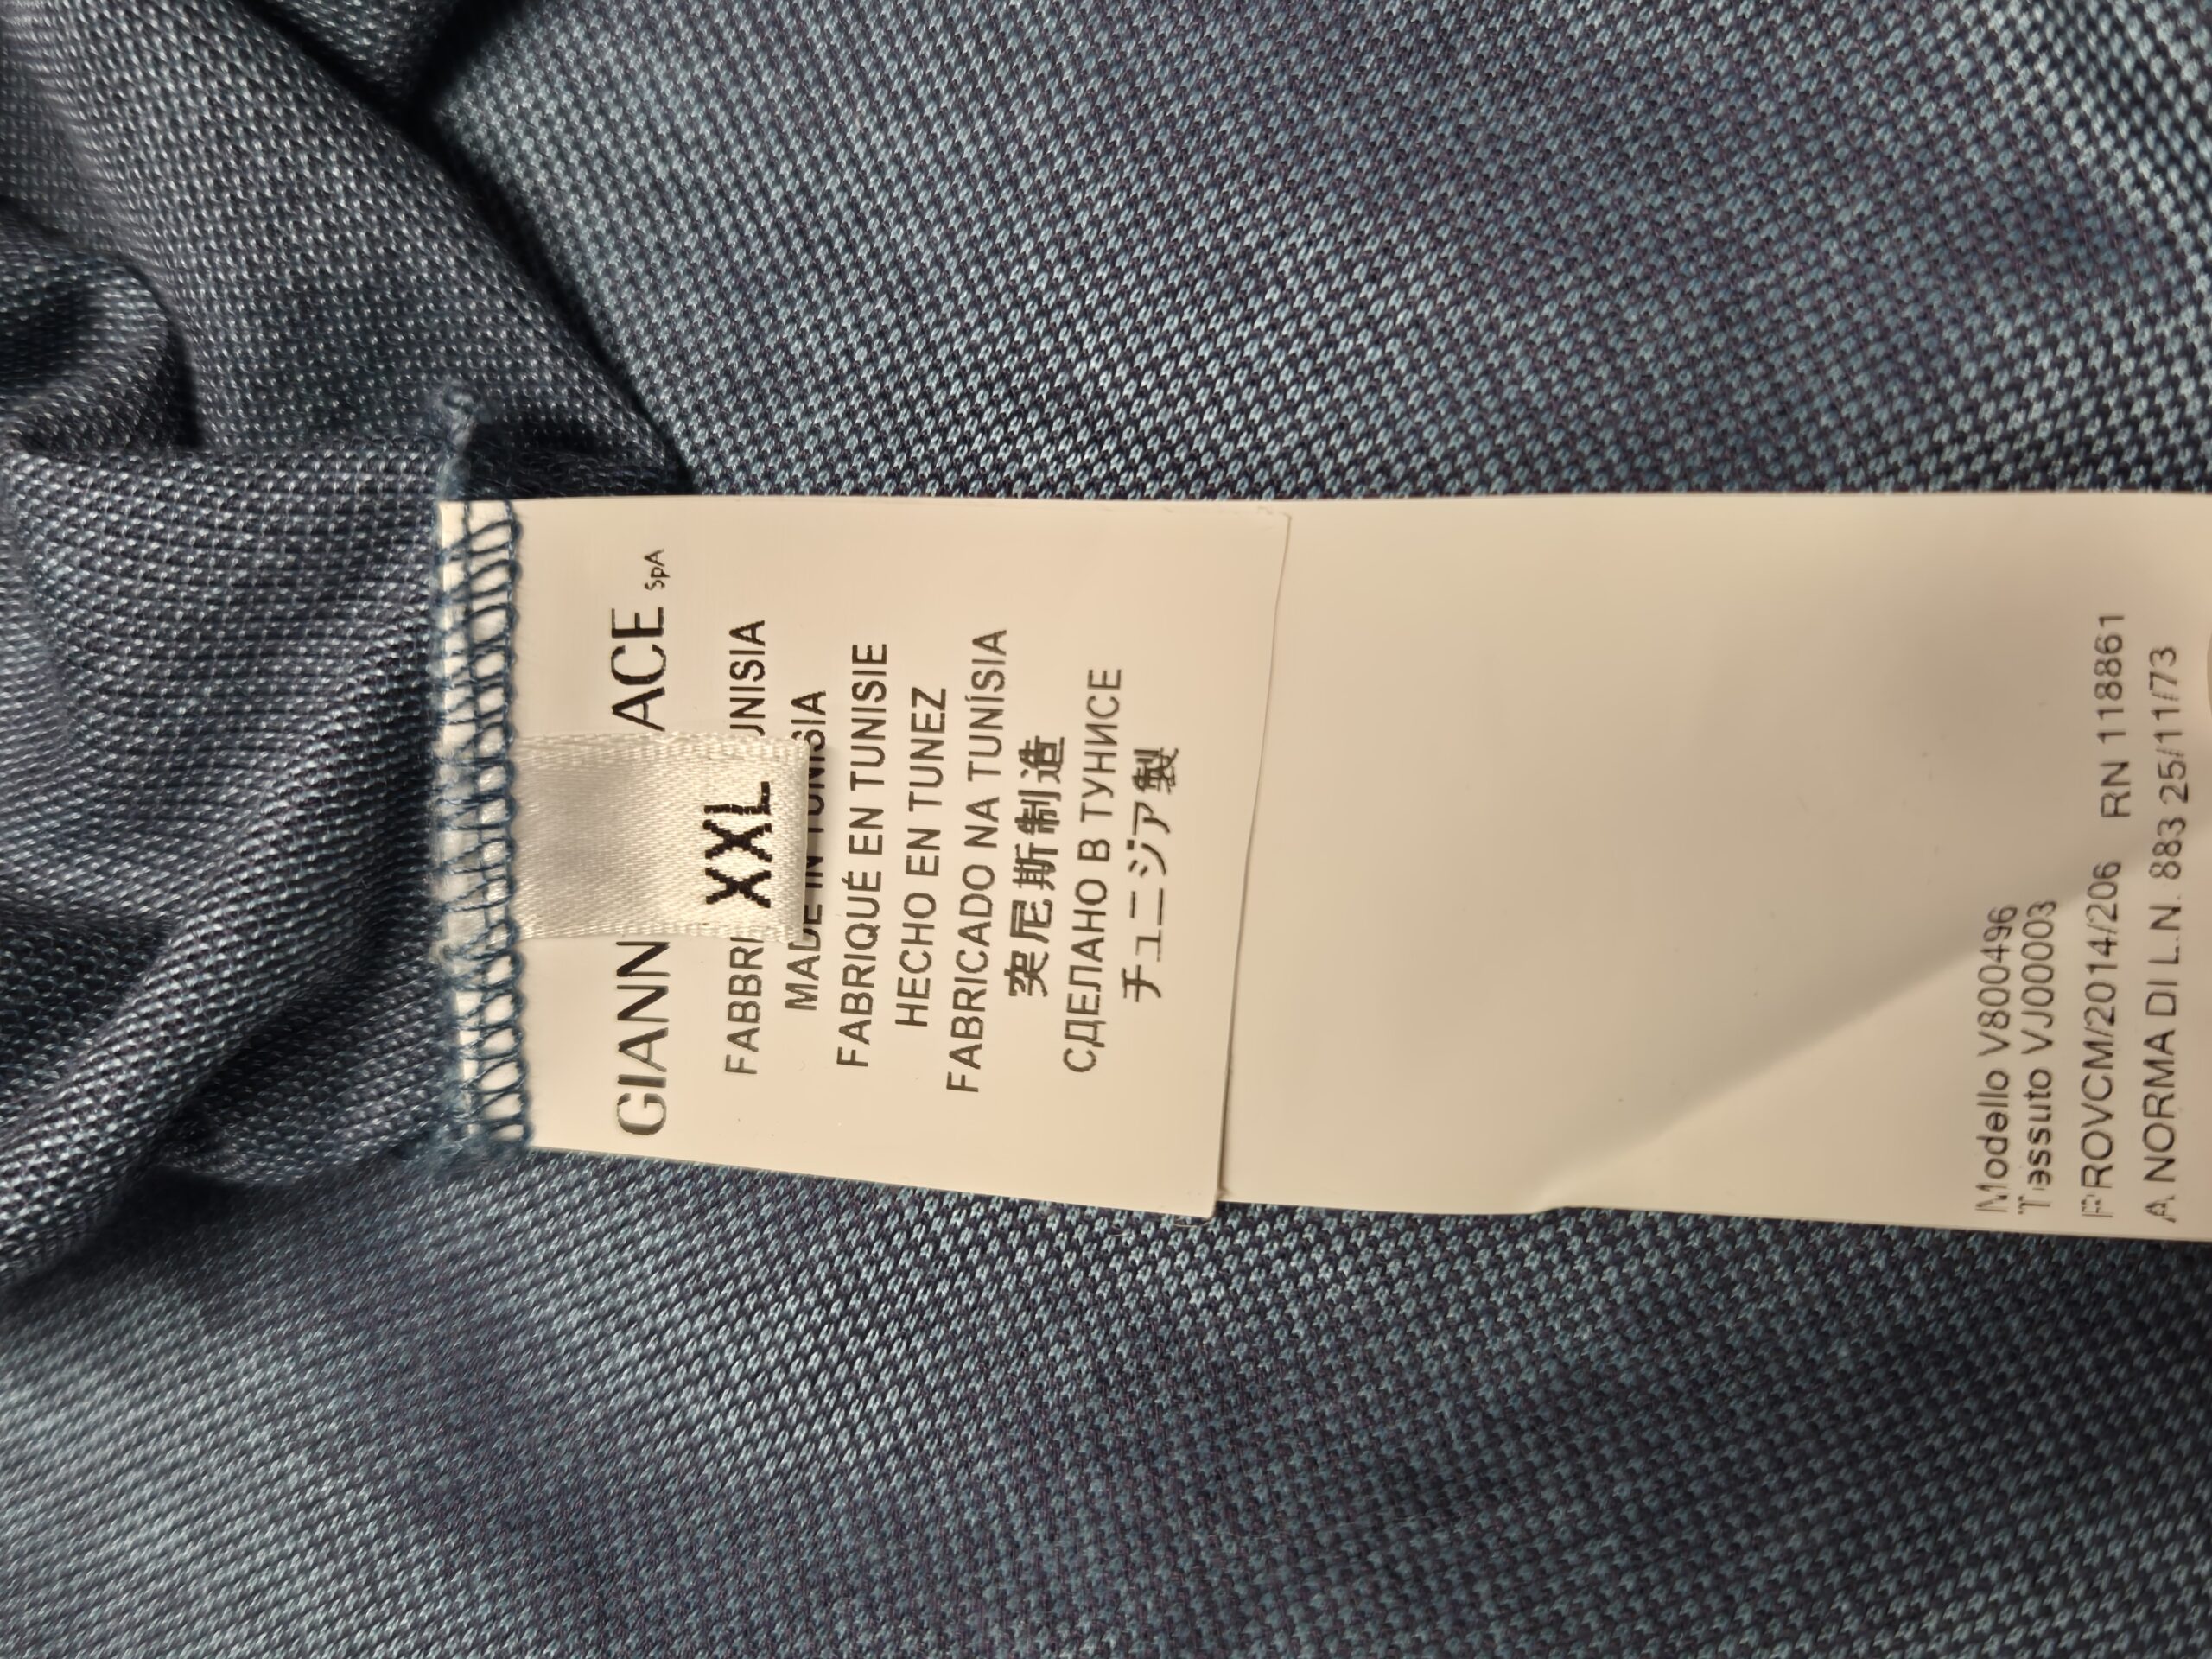 GIANN ACE SpA
XXL
FABBRI UNISIA
MADE IN TUNISIA
FABRIQUÉ EN TUNISIE
HECHO EN TUNEZ
FABRICADO NA TUNÍSIA
突尼斯制造
СДЕЛАНО В ТУНИСЕ
チュニジア製
Modello V800496
Tessuto VJ00003
PROVCM/2014/206 RN 118861
A NORMA DI L.N. 883 25/11/73